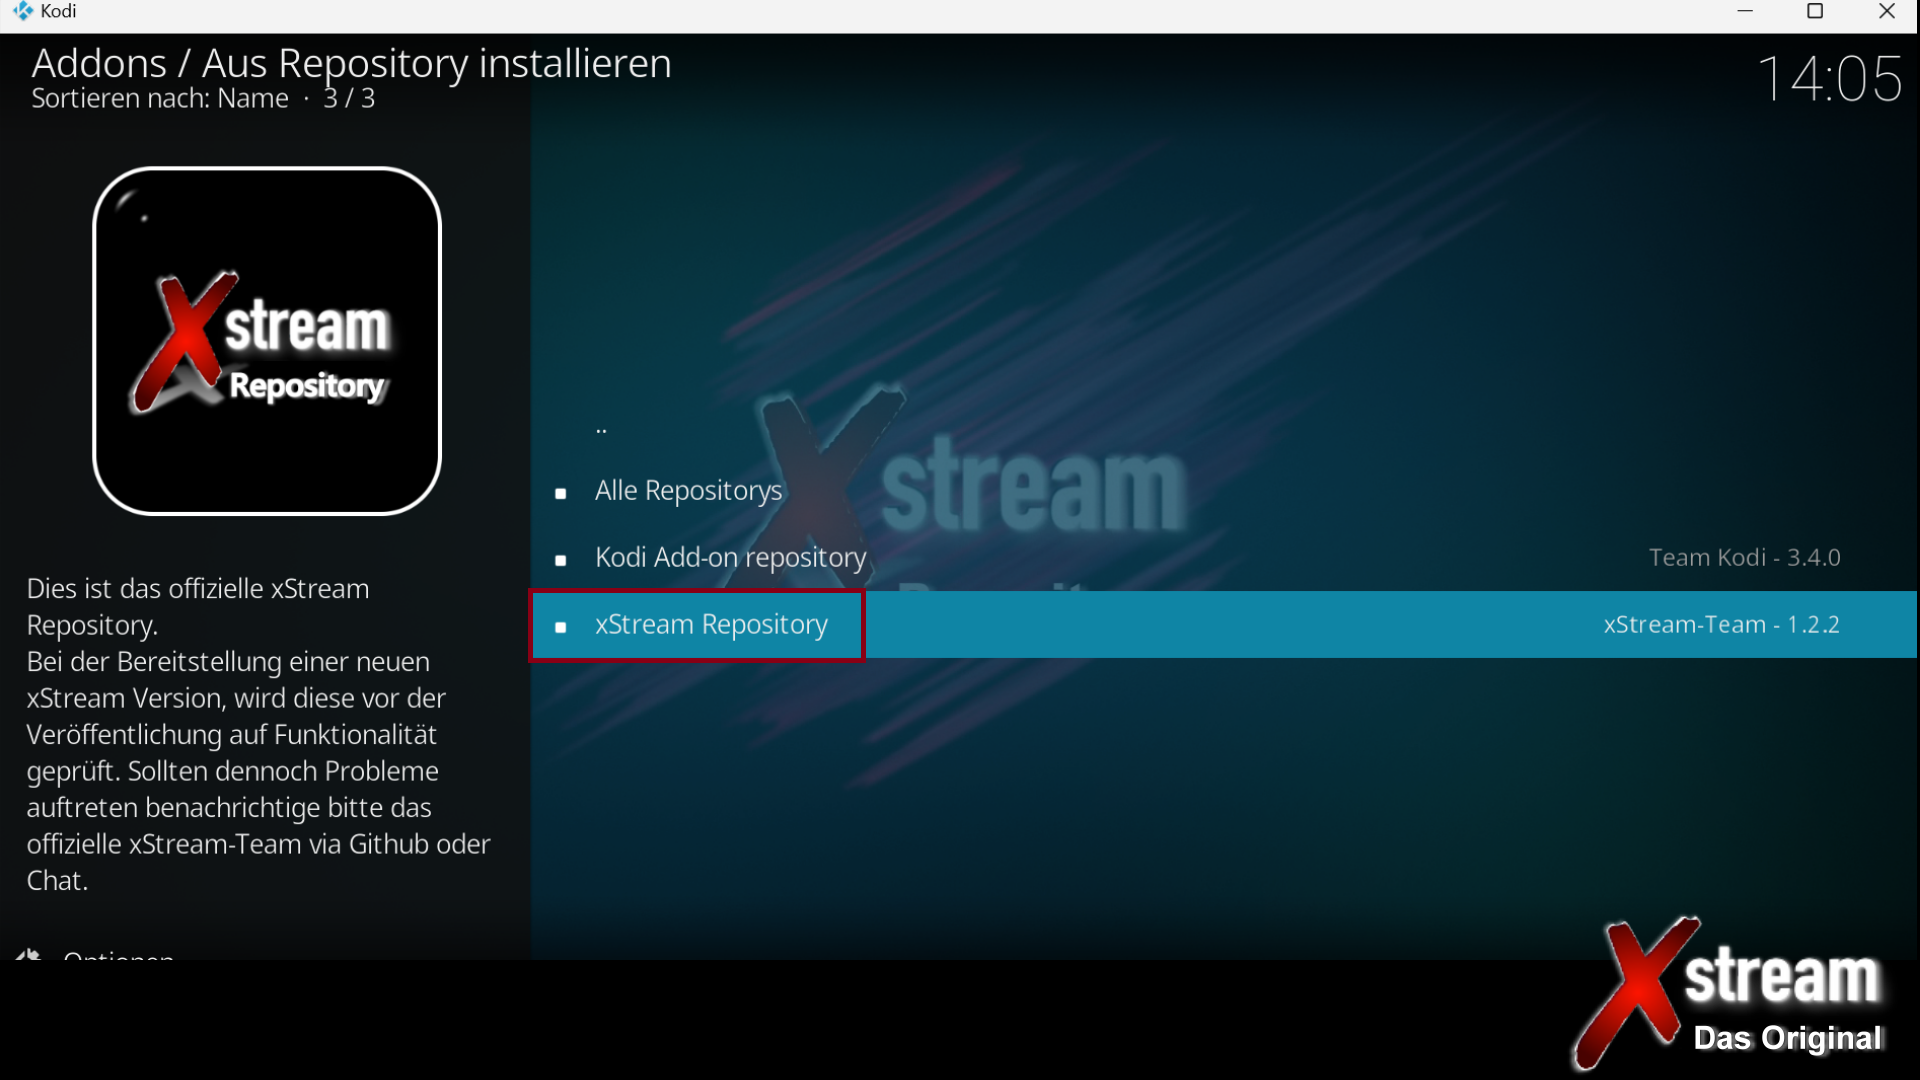 Kodi
Addons / Aus Repository installieren
Sortieren nach: Name · 3 / 3
14:05
Xstream
Repository
Dies ist das offizielle xStream
Repository.
Bei der Bereitstellung einer neuen
xStream Version, wird diese vor der
Veröffentlichung auf Funktionalität
geprüft. Sollten dennoch Probleme
auftreten benachrichtige bitte das
offizielle xStream-Team via Github oder
Chat.
Optionen
..
Alle Repositorys
Kodi Add-on repository
Team Kodi - 3.4.0
xStream Repository
xStream-Team - 1.2.2
Xstream
Xstream
Das Original